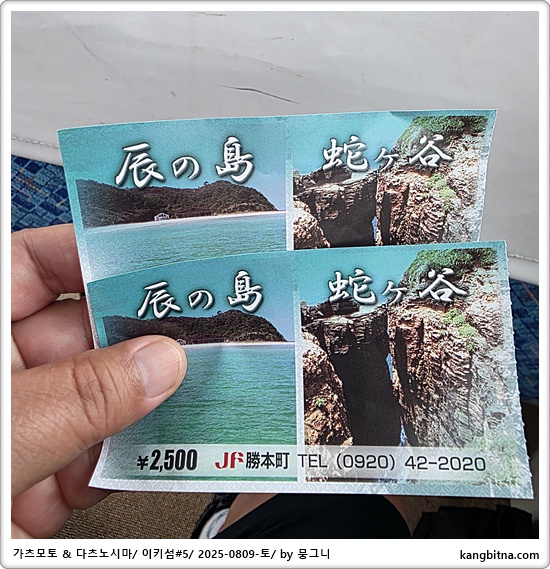 辰の島 蛇ヶ谷
辰の島 蛇ヶ谷
¥2,500 JF勝本町 TEL (0920) 42-2020
가츠모토 & 다츠노시마/ 이키섬#5/ 2025-0809-토/ by 뭉그니 kangbitna.com